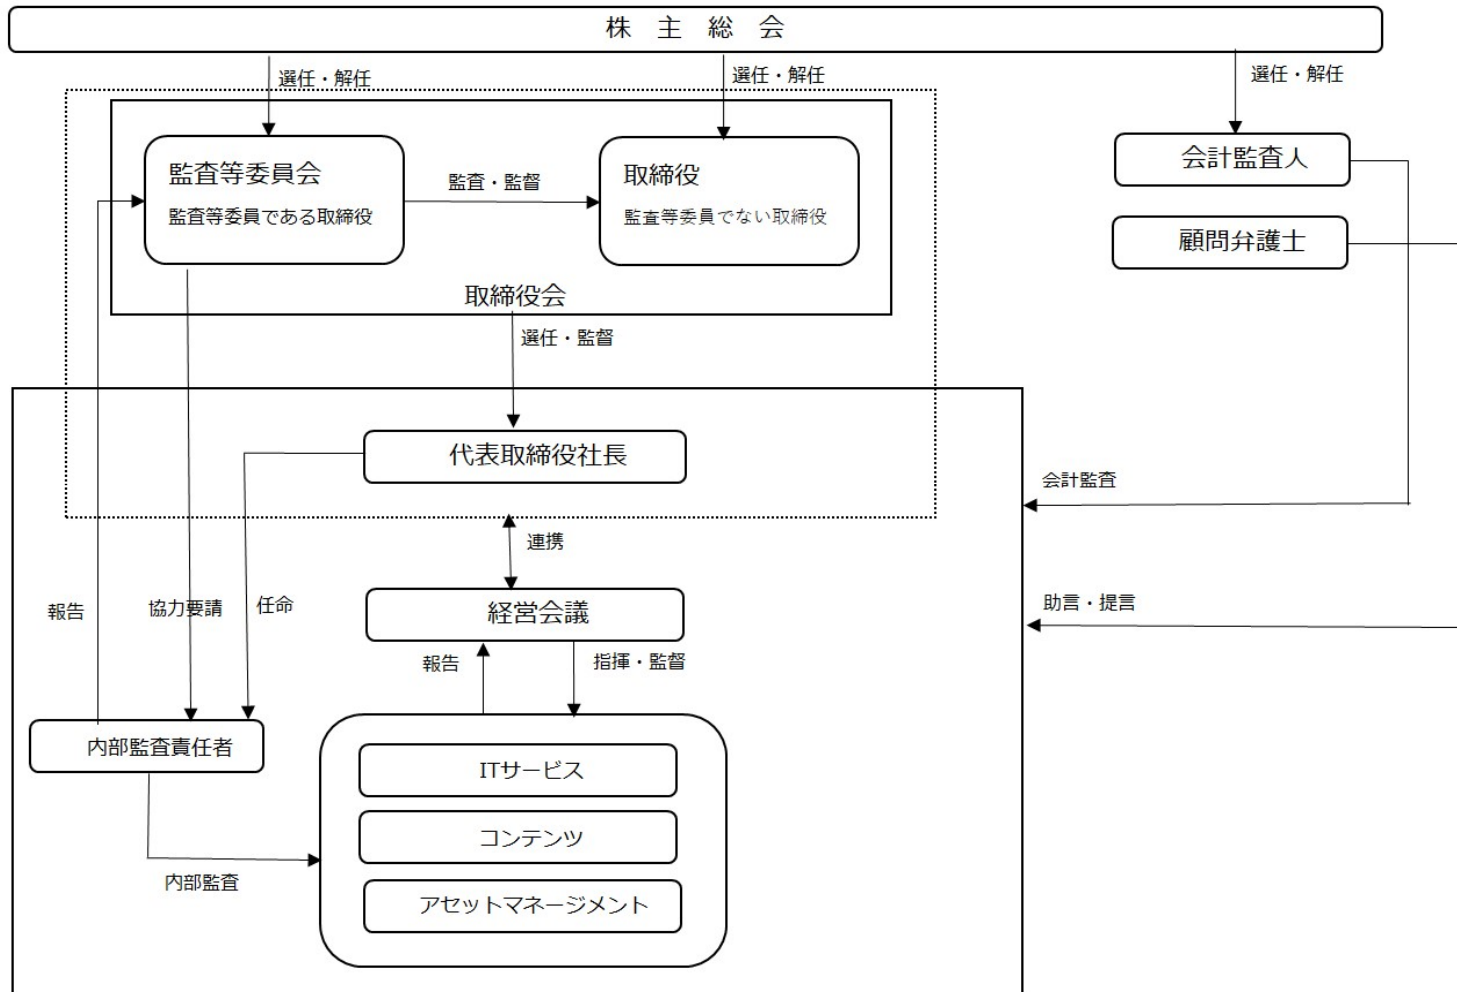 株 主 総 会
選任・解任
選任・解任
選任・解任
監査等委員会
監査等委員である取締役
監査・監督
取締役
監査等委員でない取締役
会計監査人
顧問弁護士
取締役会
選任・監督
代表取締役社長
会計監査
連携
報告
協力要請
任命
経営会議
助言・提言
報告
指揮・監督
内部監査責任者
ITサービス
コンテンツ
内部監査
アセットマネージメント